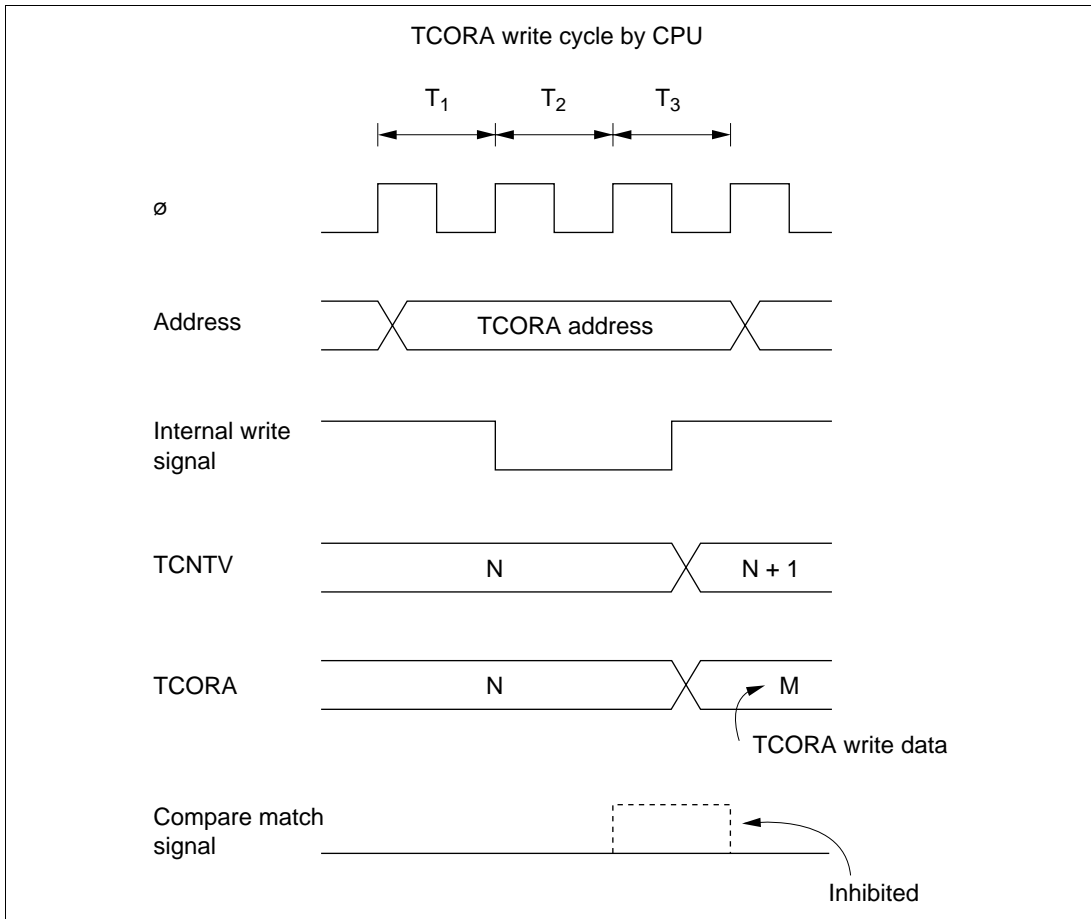 TCORA write cycle by CPU
T1 T2 T3
ø
Address
TCORA address
Internal write
signal
TCNTV
N
N + 1
TCORA
N
M
TCORA write data
Compare match
signal
Inhibited